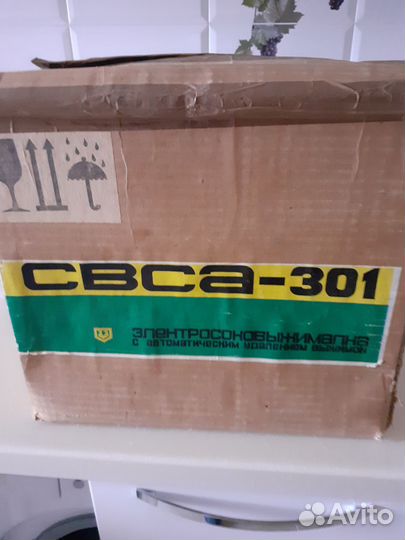 СВСА-301
ЭЛЕКТРОСОКОВЫЖИМАЛКА
С АВТОМАТИЧЕСКИМ УДАЛЕНИЕМ ВЫЖИМОК
Avito